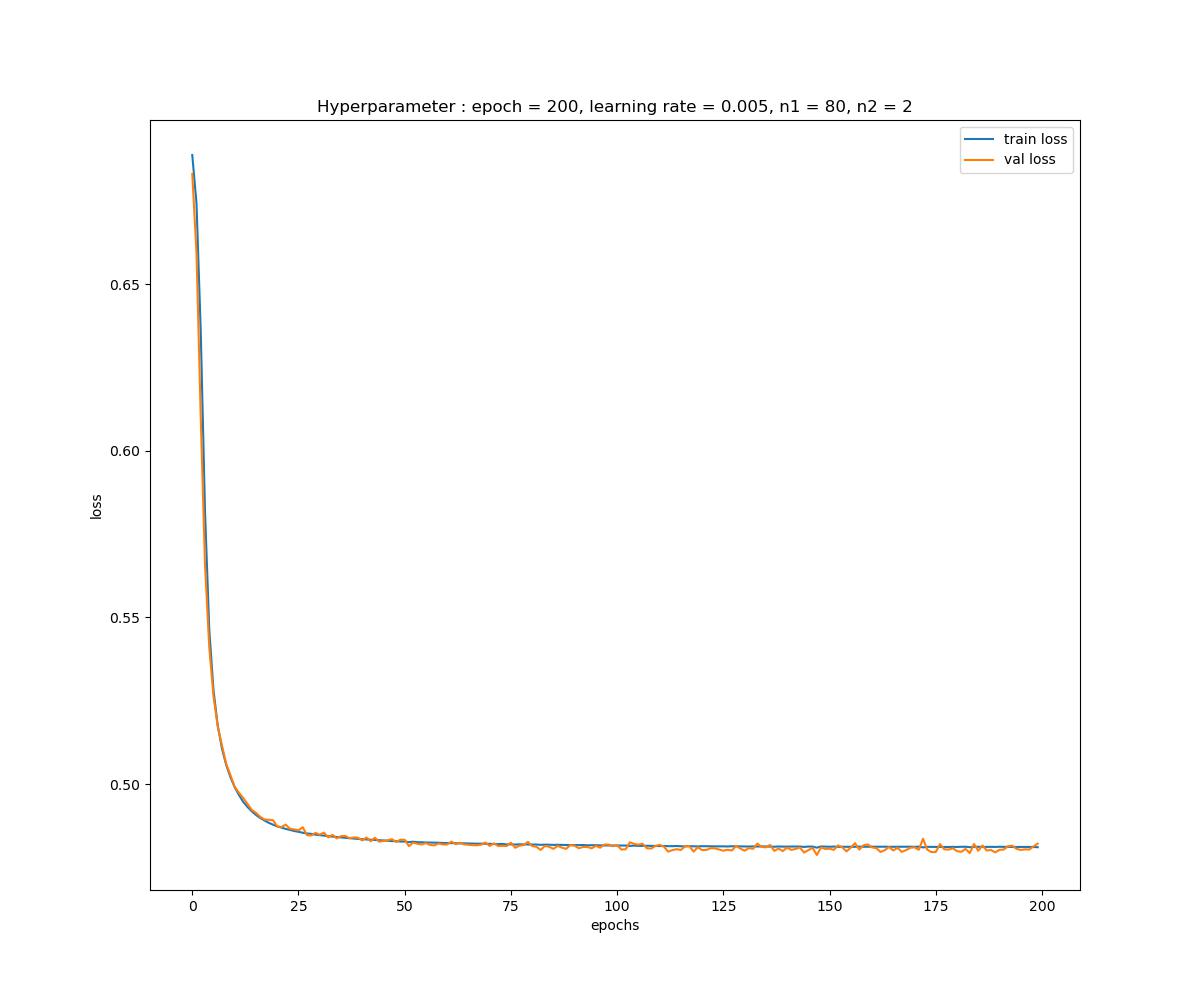 Hyperparameter : epoch = 200, learning rate = 0.005, n1 = 80, n2 = 2
train loss
val loss
0.65
0.60
0.55
0.50
loss
0 25 50 75 100 125 150 175 200
epochs